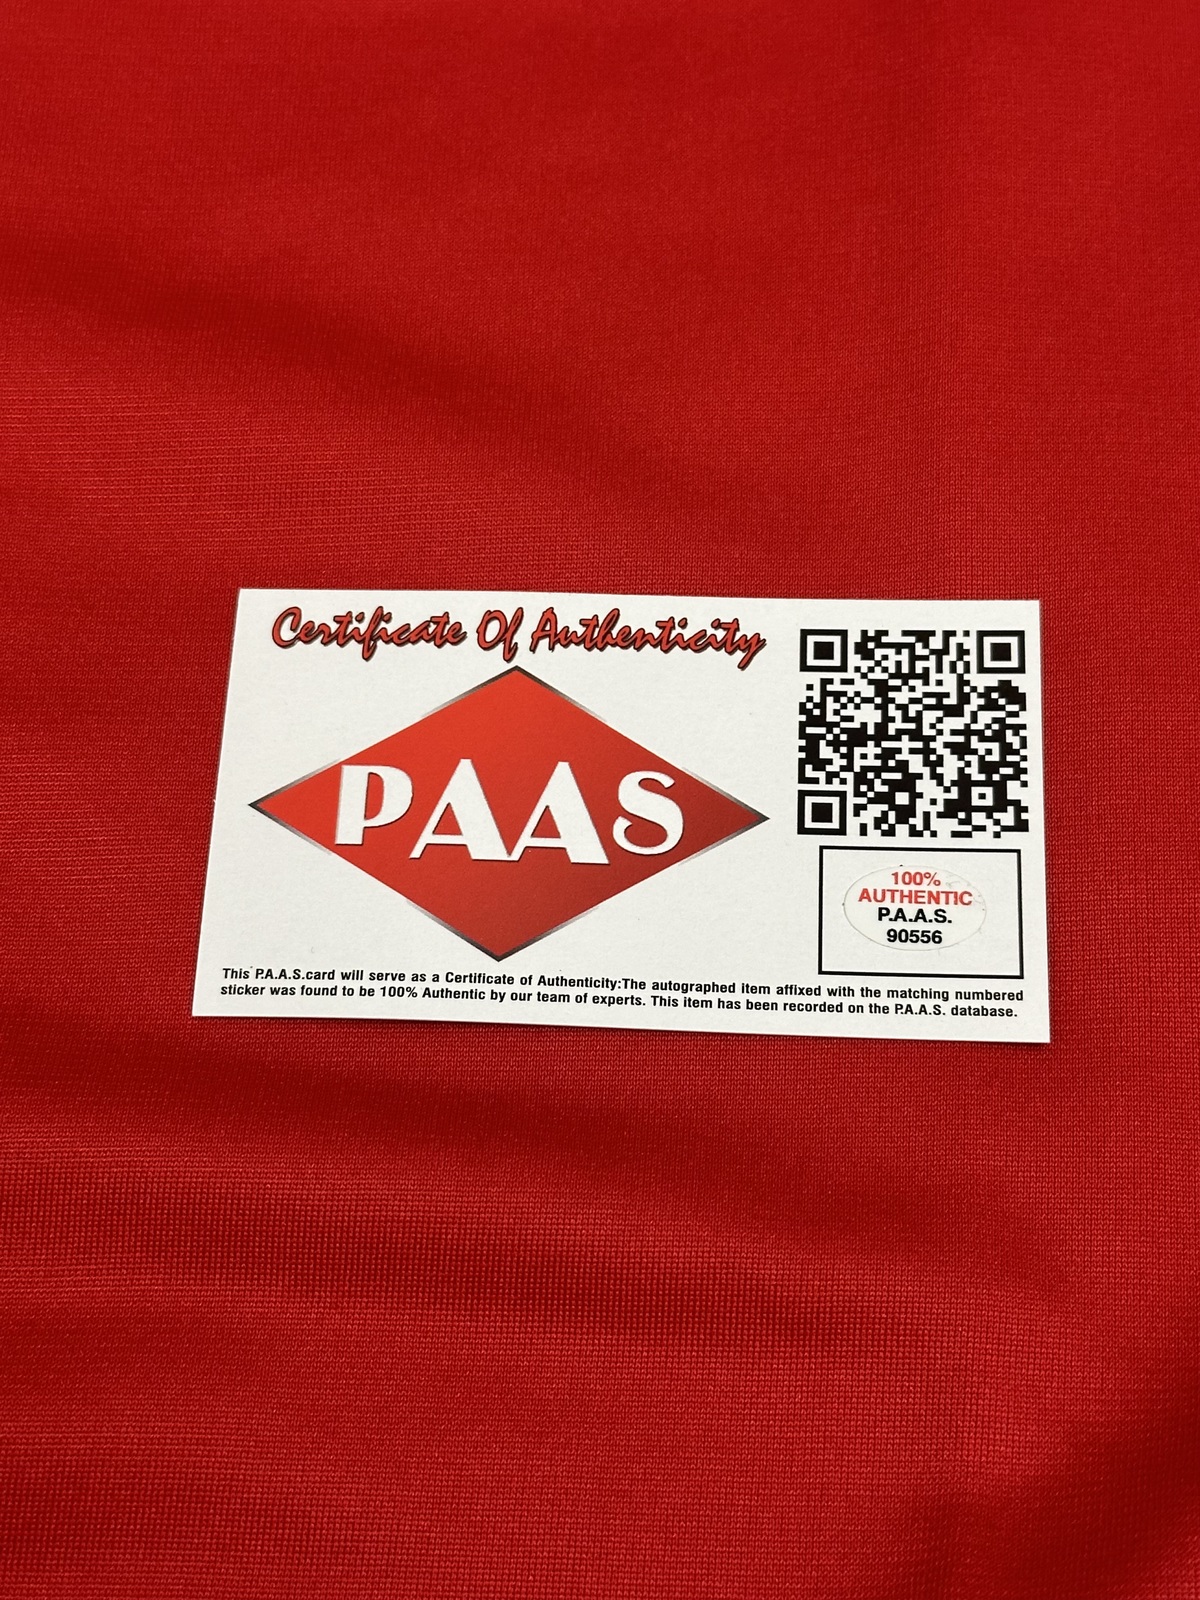 Certificate Of Authenticity
PAAS
100%
AUTHENTIC
P.A.A.S.
90556
This P.A.A.S.card will serve as a Certificate of Authenticity:The autographed item affixed with the matching numbered
sticker was found to be 100% Authentic by our team of experts. This item has been recorded on the P.A.A.S. database.